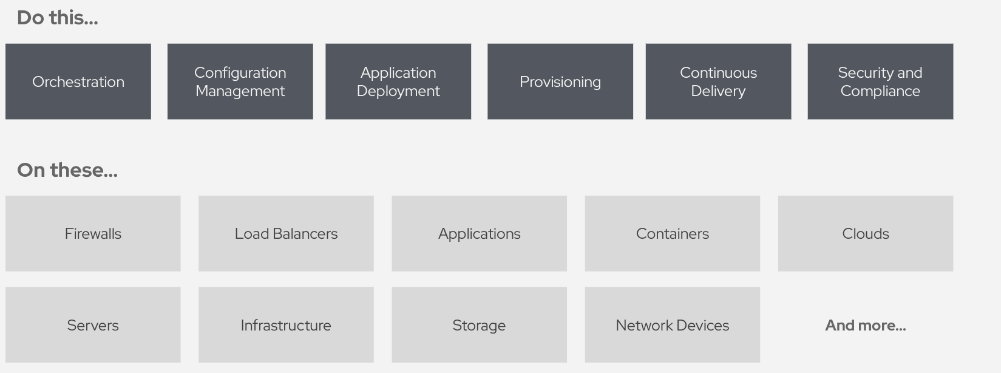 Do this...
Orchestration
Configuration
Management
Application
Deployment
Provisioning
Continuous
Delivery
Security and
Compliance
On these...
Firewalls
Load Balancers
Applications
Containers
Clouds
Servers
Infrastructure
Storage
Network Devices
And more...